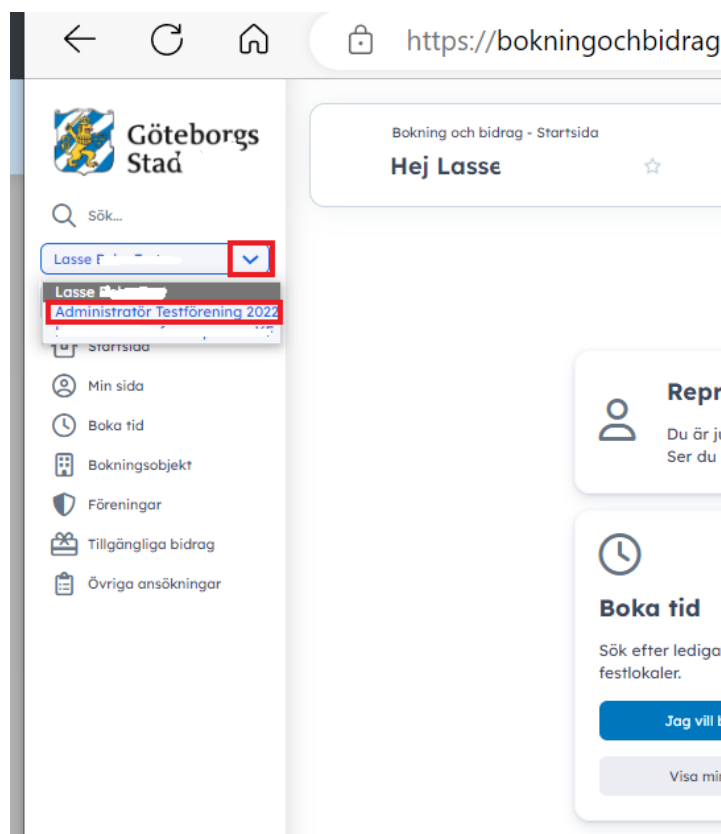 https://bokningochbidrag
Göteborgs
Stad
Sök...
Lasse
Lasse
Administratör Testförening 2022
Startsida
Min sida
Boka tid
Bokningsobjekt
Föreningar
Tillgängliga bidrag
Övriga ansökningar
Bokning och bidrag - Startsida
Hej Lasse
Repr
Du är ju
Ser du
Boka tid
Sök efter lediga
festlokaler.
Jag vill b
Visa min